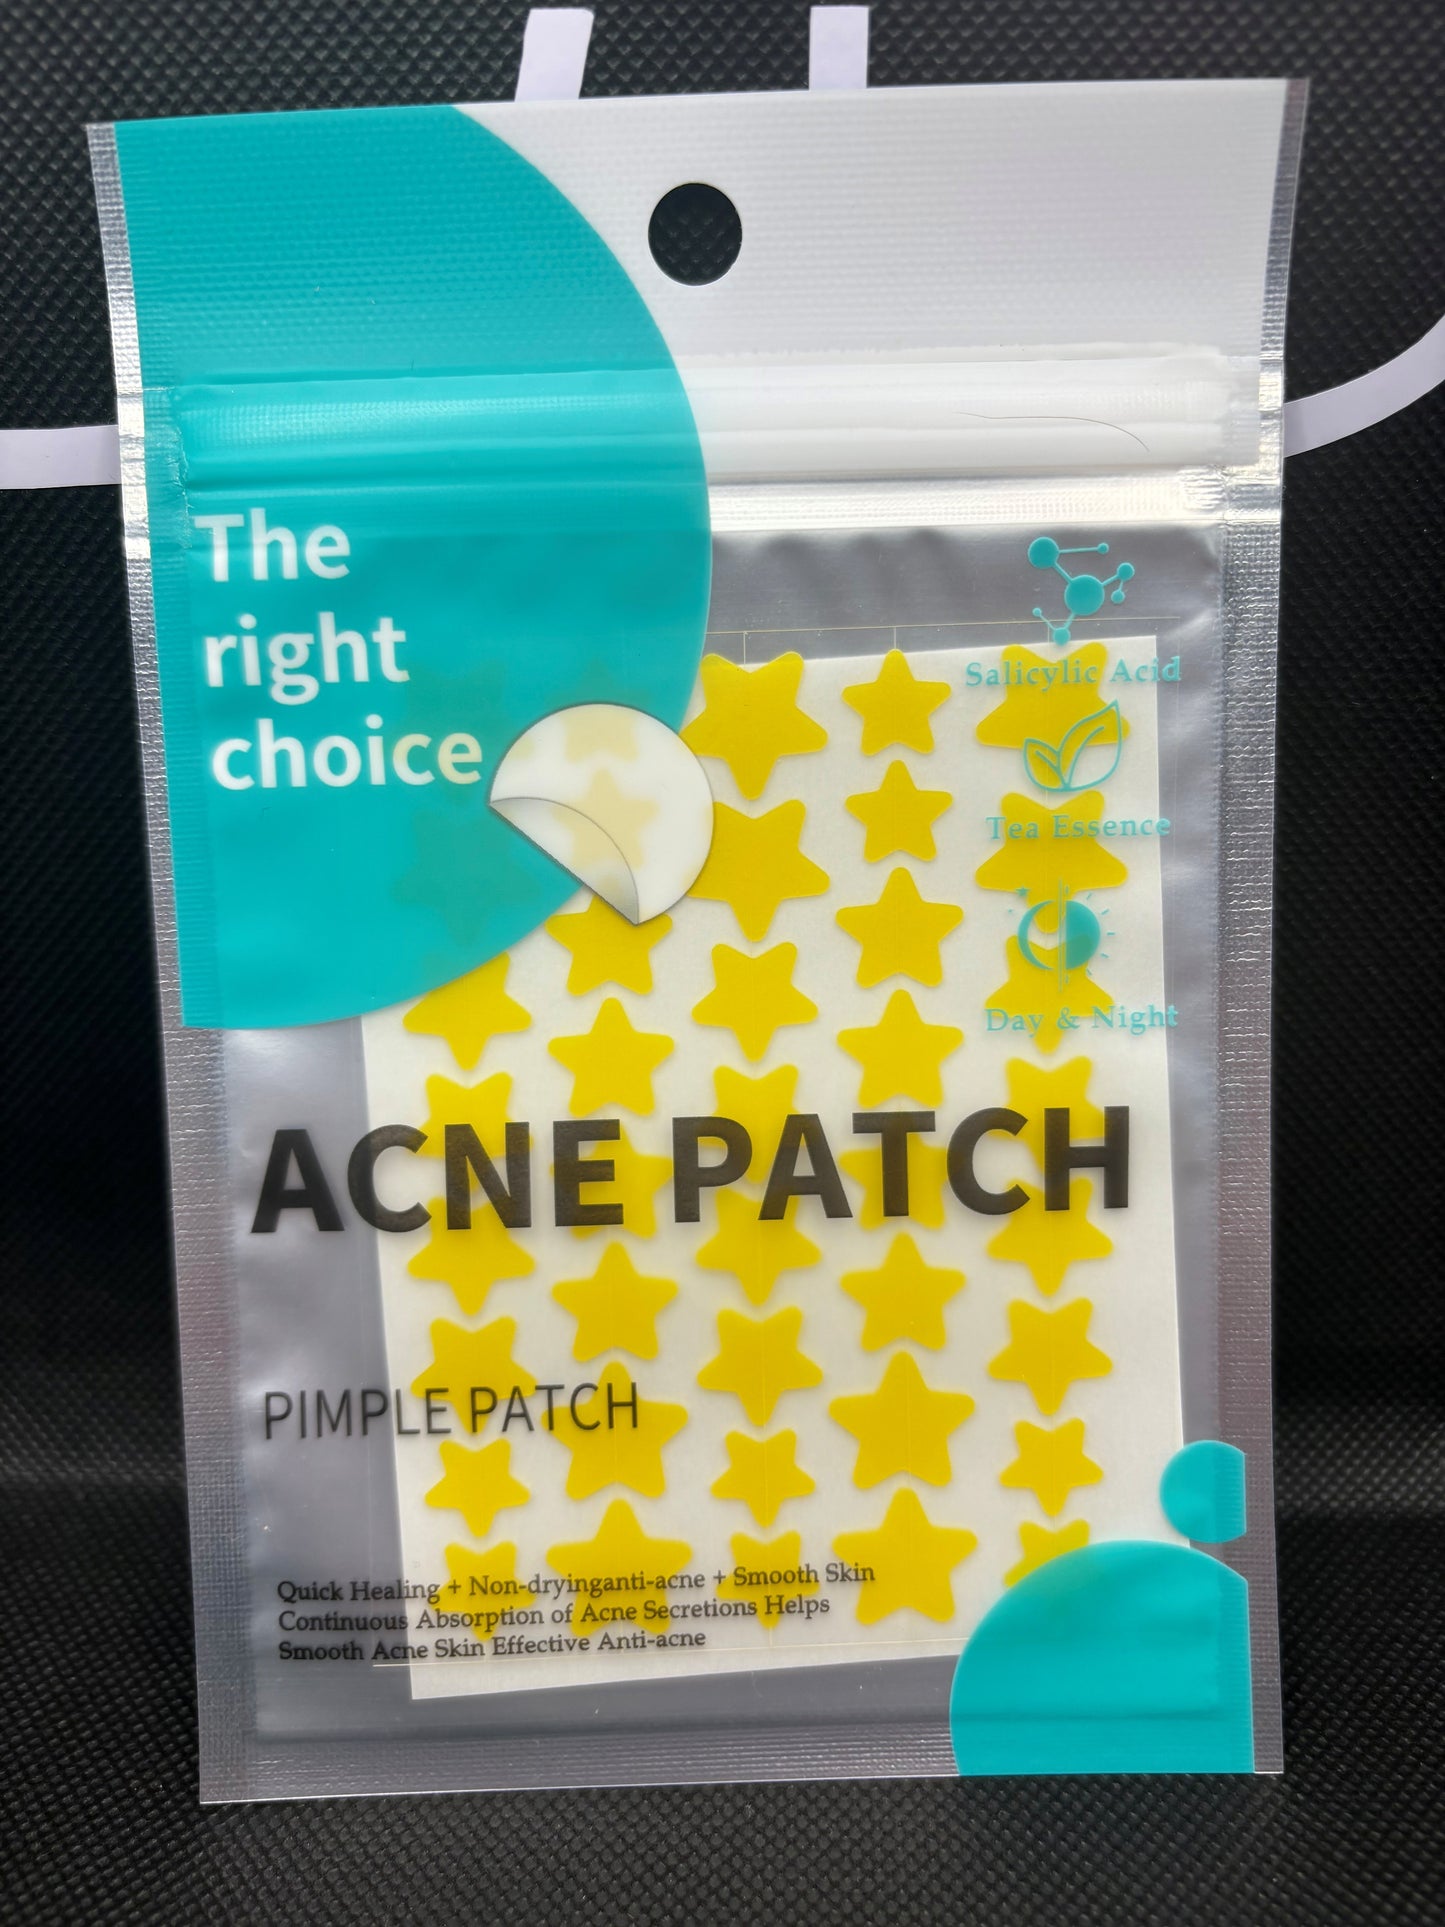 The
right
choice
Salicylic Acid
Tea Essence
Day & Night
ACNE PATCH
PIMPLE PATCH
Quick Healing + Non-dryinganti-acne + Smooth Skin
Continuous Absorption of Acne Secretions Helps
Smooth Acne Skin Effective Anti-acne